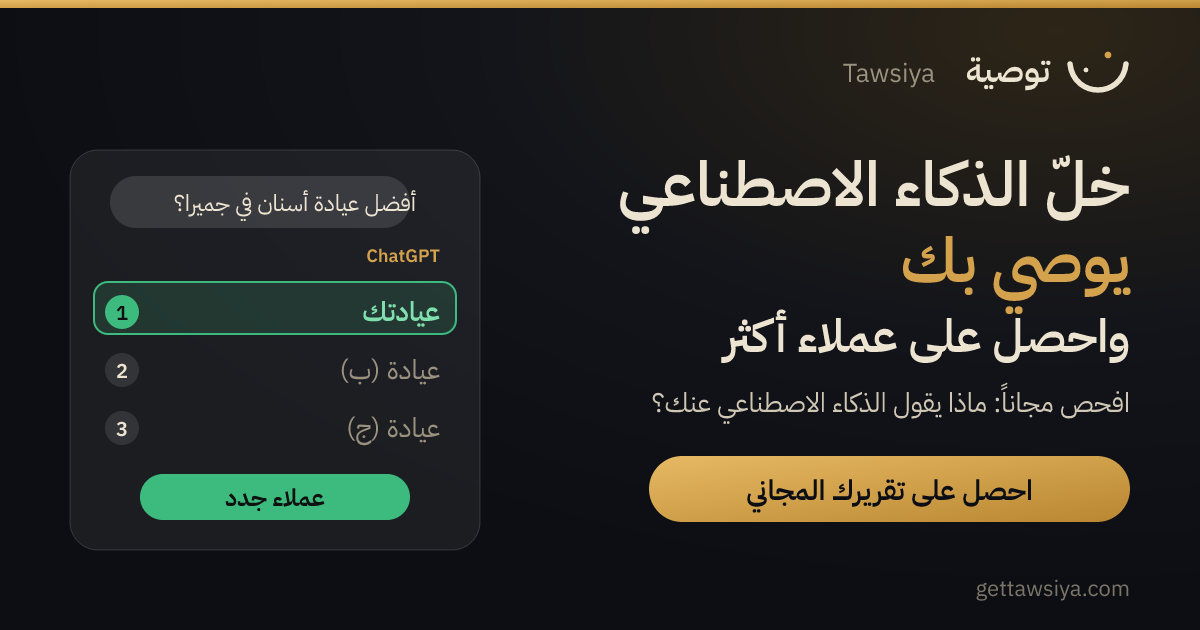 توصية Tawsiya
خلّ الذكاء الاصطناعي
يوصي بك
واحصل على عملاء أكثر
افحص مجاناً: ماذا يقول الذكاء الاصطناعي عنك؟
احصل على تقريرك المجاني
gettawsiya.com
أفضل عيادة أسنان في جميرا؟
ChatGPT
عيادتك 1
عيادة (ب) 2
عيادة (ج) 3
عملاء جدد